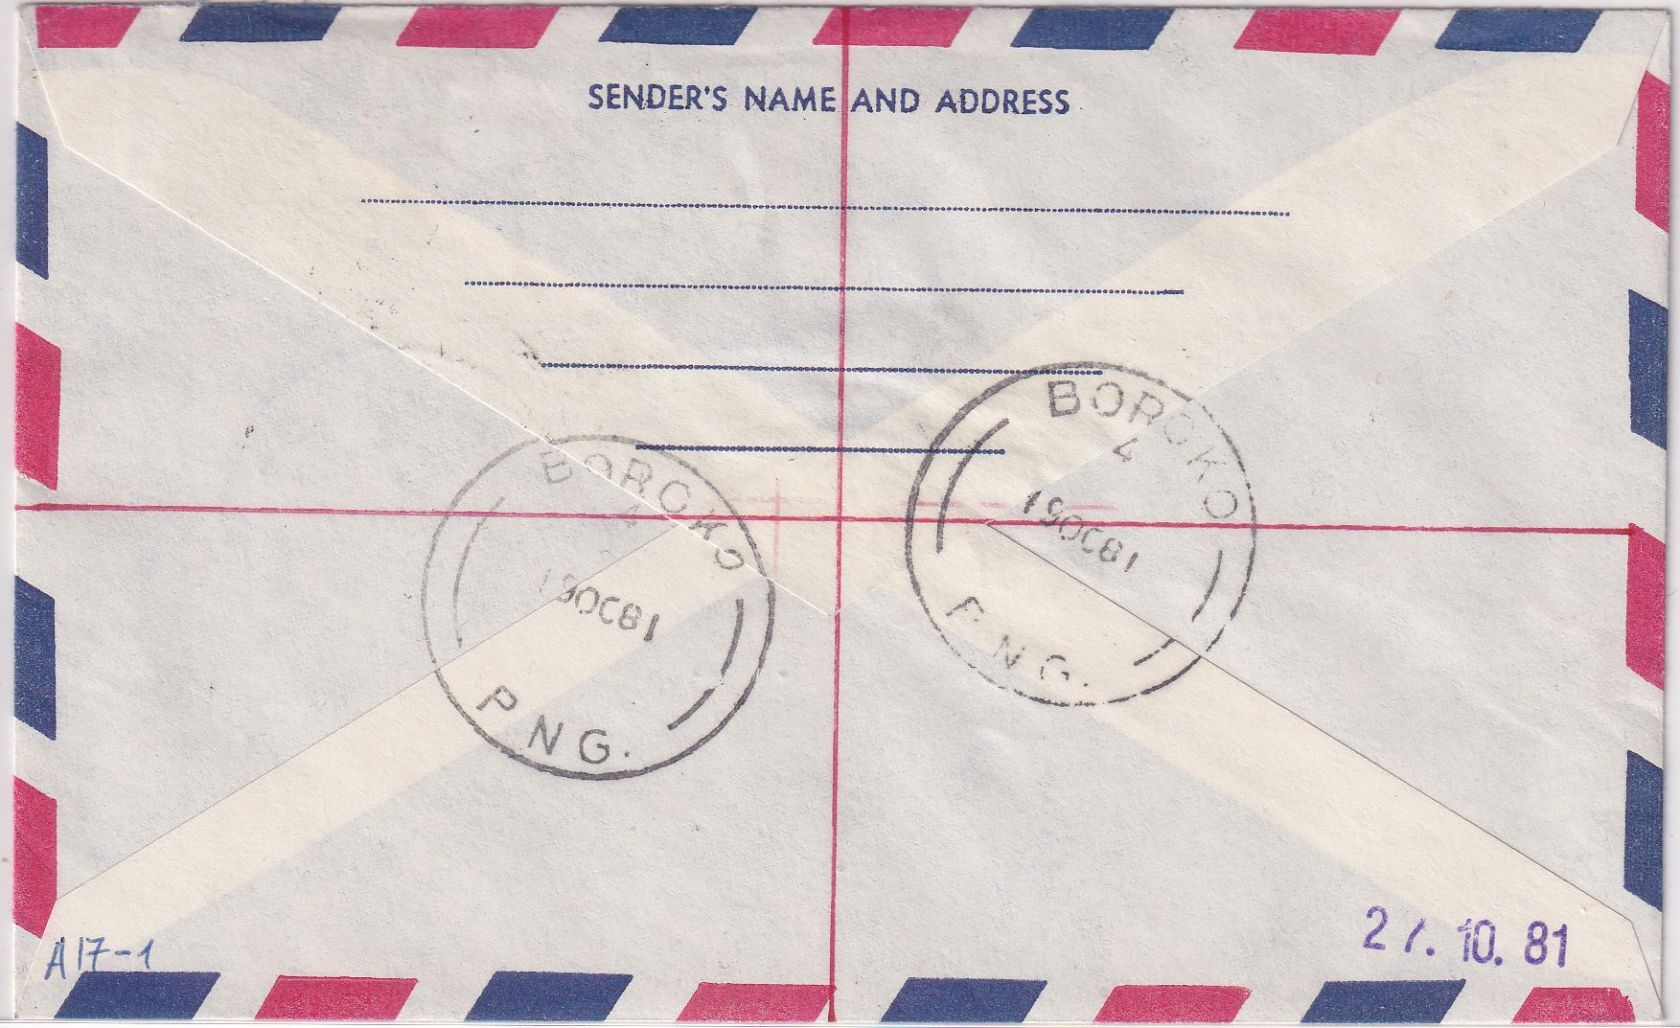 SENDER'S NAME AND ADDRESS
BOROKO
4
19OC81
P.N.G.
BOROKO
4
19OC81
P N G.
A17-1
27. 10. 81